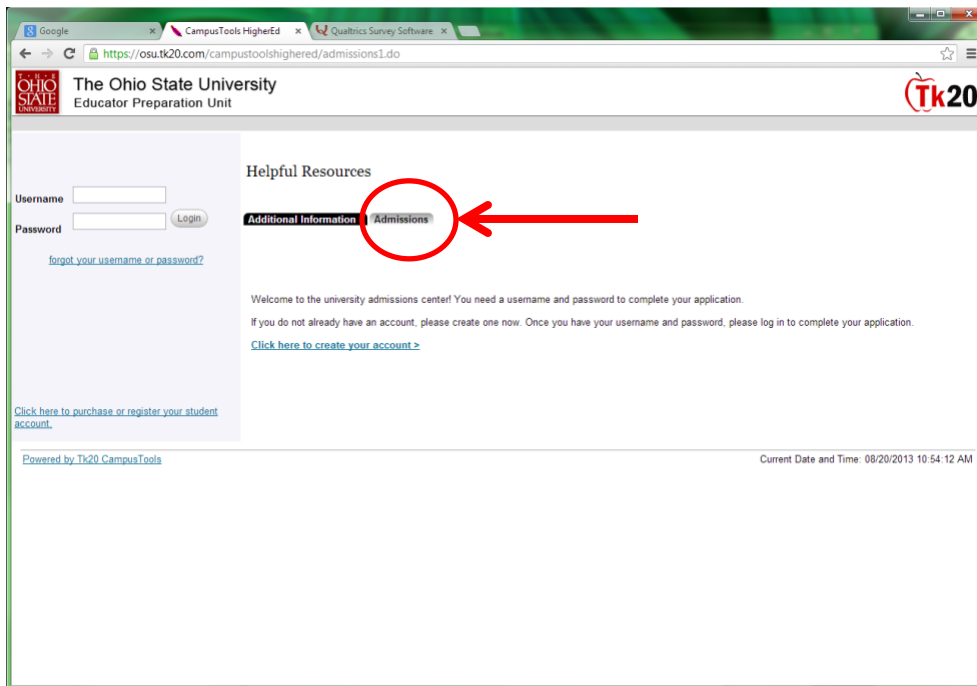 Google
CampusTools HigherEd
Qualtrics Survey Software
https://osu.tk20.com/campustoolshighered/admissions1.do
T · H · E
OHIO
STATE
UNIVERSITY
The Ohio State University
Educator Preparation Unit
Tk20
Helpful Resources
Username
Password
Login
Additional Information
Admissions
forgot your username or password?
Welcome to the university admissions center! You need a username and password to complete your application.
If you do not already have an account, please create one now. Once you have your username and password, please log in to complete your application.
Click here to create your account >
Click here to purchase or register your student
account.
Powered by Tk20 CampusTools
Current Date and Time: 08/20/2013 10:54:12 AM